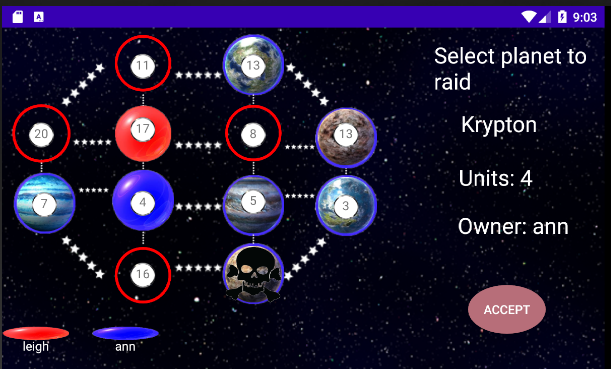 A
9:03
11
13
Select planet to
raid
20
17
8
13
Krypton
7
4
5
3
Units: 4
Owner: ann
16
ACCEPT
leigh
ann